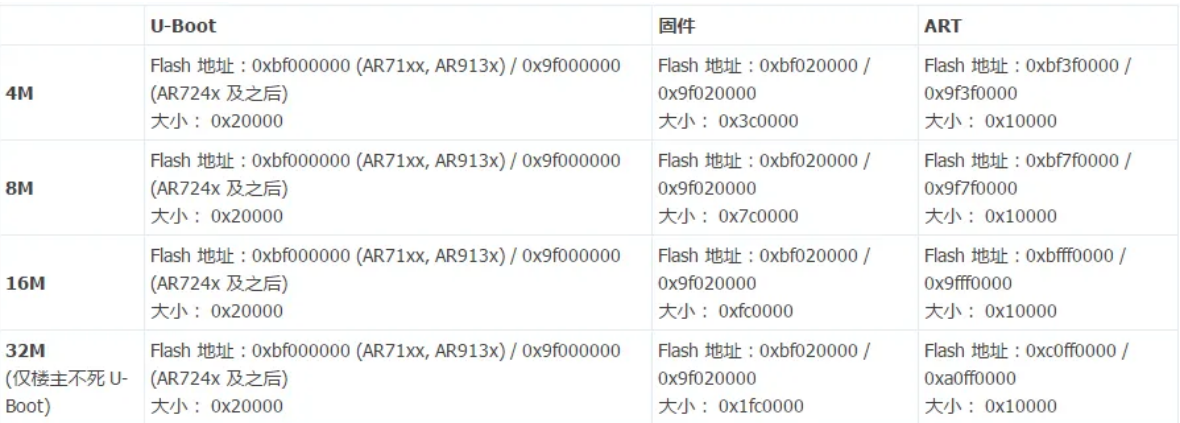 U-Boot 固件 ART
4M
Flash 地址：0xbf000000 (AR71xx, AR913x) / 0x9f000000
(AR724x 及之后)
大小： 0x20000
Flash 地址：0xbf020000 /
0x9f020000
大小： 0x3c0000
Flash 地址：0xbf3f0000 /
0x9f3f0000
大小： 0x10000
8M
Flash 地址：0xbf000000 (AR71xx, AR913x) / 0x9f000000
(AR724x 及之后)
大小： 0x20000
Flash 地址：0xbf020000 /
0x9f020000
大小： 0x7c0000
Flash 地址：0xbf7f0000 /
0x9f7f0000
大小： 0x10000
16M
Flash 地址：0xbf000000 (AR71xx, AR913x) / 0x9f000000
(AR724x 及之后)
大小： 0x20000
Flash 地址：0xbf020000 /
0x9f020000
大小： 0xfc0000
Flash 地址：0xbfff0000 /
0x9fff0000
大小： 0x10000
32M
(仅楼主不死 U-
Boot)
Flash 地址：0xbf000000 (AR71xx, AR913x) / 0x9f000000
(AR724x 及之后)
大小： 0x20000
Flash 地址：0xbf020000 /
0x9f020000
大小： 0x1fc0000
Flash 地址：0xc0ff0000 /
0xa0ff0000
大小： 0x10000